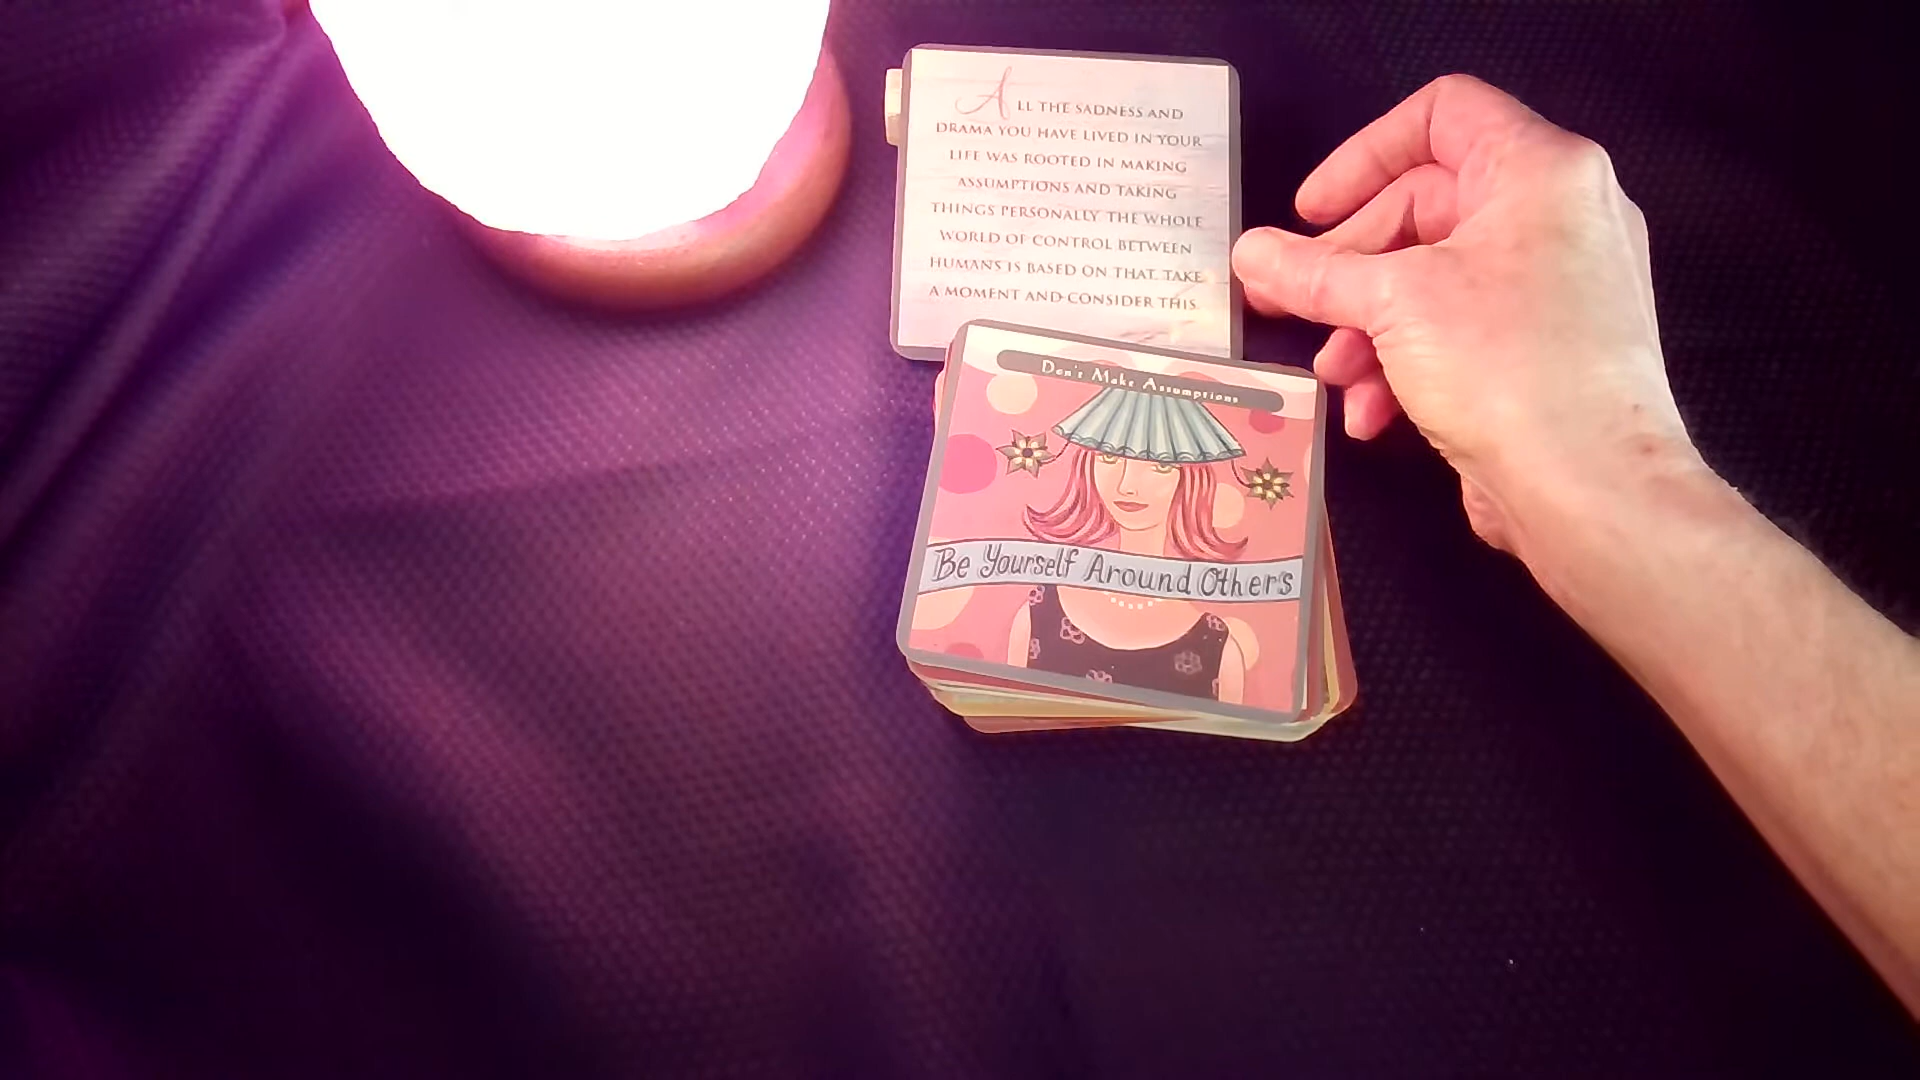 ALL THE SADNESS AND
DRAMA YOU HAVE LIVED IN YOUR
LIFE WAS ROOTED IN MAKING
ASSUMPTIONS AND TAKING
THINGS PERSONALLY THE WHOLE
WORLD OF CONTROL BETWEEN
HUMANS IS BASED ON THAT. TAKE
A MOMENT AND CONSIDER THIS.
Don't Make Assumptions
Be Yourself Around Others